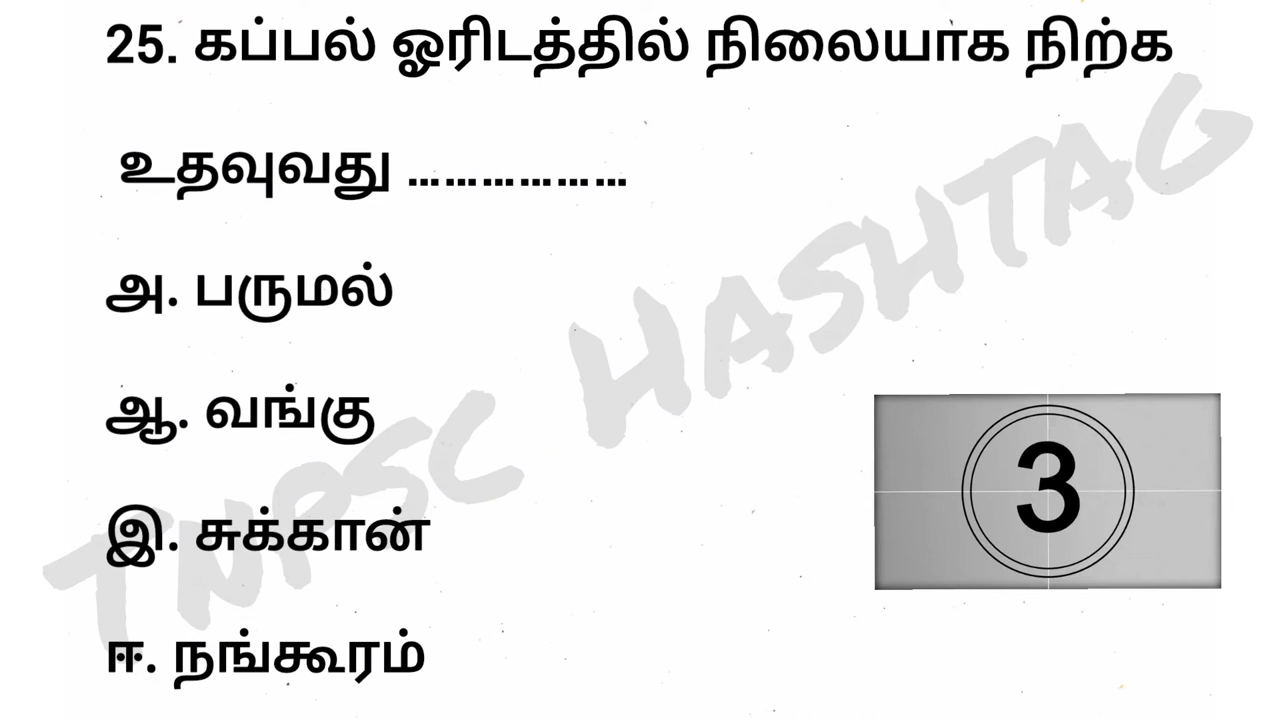 25. கப்பல் ஓரிடத்தில் நிலையாக நிற்க
உதவுவது ..................
அ. பருமல்
ஆ. வங்கு
இ. சுக்கான்
ஈ. நங்கூரம்
3
TNPSC HASHTAG